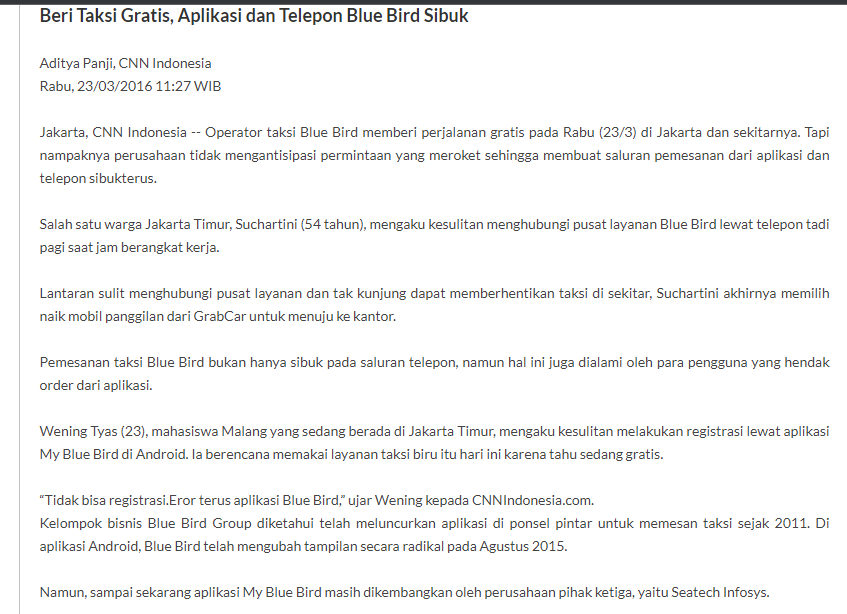 Beri Taksi Gratis, Aplikasi dan Telepon Blue Bird Sibuk
Aditya Panji, CNN Indonesia
Rabu, 23/03/2016 11:27 WIB
Jakarta, CNN Indonesia -- Operator taksi Blue Bird memberi perjalanan gratis pada Rabu (23/3) di Jakarta dan sekitarnya. Tapi
nampaknya perusahaan tidak mengantisipasi permintaan yang meroket sehingga membuat saluran pemesanan dari aplikasi dan
telepon sibukterus.
Salah satu warga Jakarta Timur, Suchartini (54 tahun), mengaku kesulitan menghubungi pusat layanan Blue Bird lewat telepon tadi
pagi saat jam berangkat kerja.
Lantaran sulit menghubungi pusat layanan dan tak kunjung dapat memberhentikan taksi di sekitar, Suchartini akhirnya memilih
naik mobil panggilan dari GrabCar untuk menuju ke kantor.
Pemesanan taksi Blue Bird bukan hanya sibuk pada saluran telepon, namun hal ini juga dialami oleh para pengguna yang hendak
order dari aplikasi.
Wening Tyas (23), mahasiswa Malang yang sedang berada di Jakarta Timur, mengaku kesulitan melakukan registrasi lewat aplikasi
My Blue Bird di Android. Ia berencana memakai layanan taksi biru itu hari ini karena tahu sedang gratis.
“Tidak bisa registrasi.Eror terus aplikasi Blue Bird,” ujar Wening kepada CNNIndonesia.com.
Kelompok bisnis Blue Bird Group diketahui telah meluncurkan aplikasi di ponsel pintar untuk memesan taksi sejak 2011. Di
aplikasi Android, Blue Bird telah mengubah tampilan secara radikal pada Agustus 2015.
Namun, sampai sekarang aplikasi My Blue Bird masih dikembangkan oleh perusahaan pihak ketiga, yaitu Seatech Infosys.